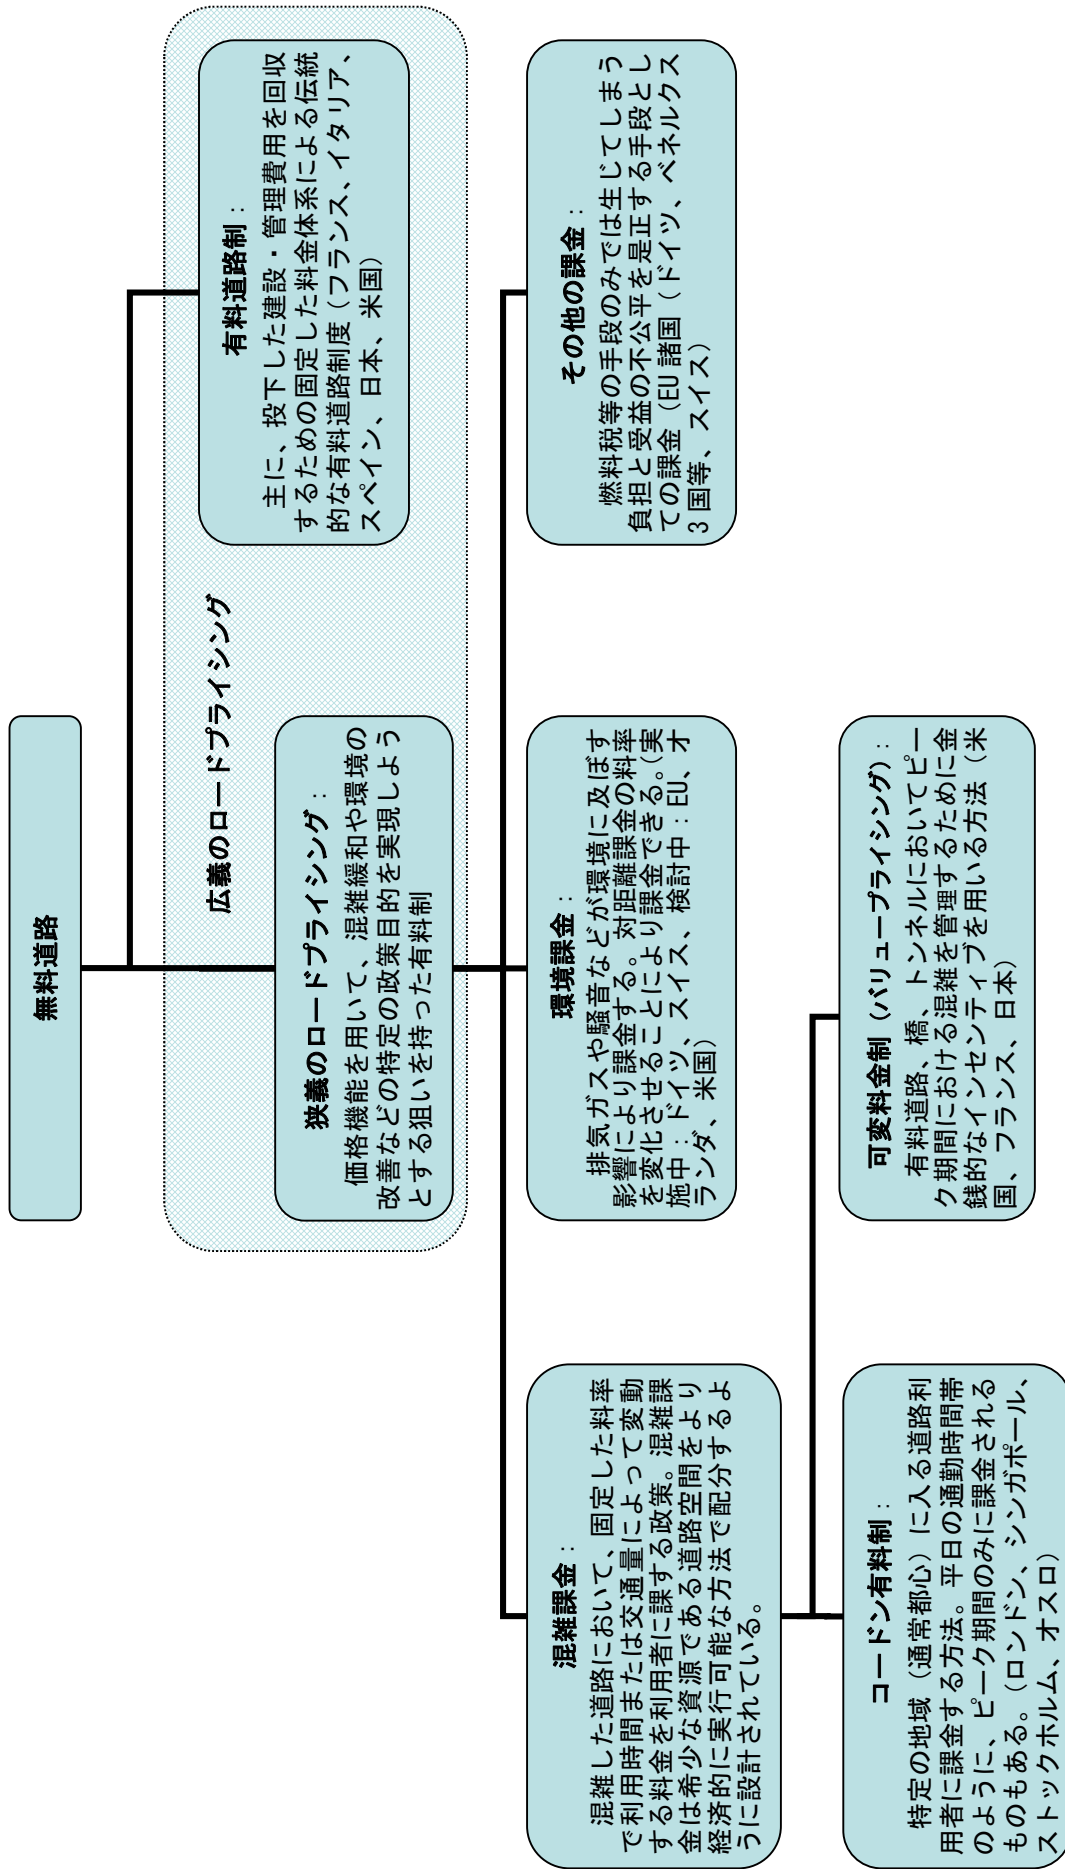 無料道路
広義のロードプライシング
狭義のロードプライシング：
価格機能を用いて、混雑緩和や環境の
改善などの特定の政策目的を実現しよう
とする狙いを持った有料制
有料道路制：
主に、投下した建設・管理費用を回収
するための固定した料金体系による伝統
的な有料道路制度（フランス、イタリア、
スペイン、日本、米国）
混雑課金：
混雑した道路において、固定した料率
で利用時間または交通量によって変動
する料金を利用者に課する政策。混雑課
金は希少な資源である道路空間をより
経済的に実行可能な方法で配分するよ
うに設計されている。
環境課金：
排気ガスや騒音などが環境に及ぼす
影響により課金する。対距離課金の料率
を変化させることにより課金できる。（実
施中：ドイツ、スイス、検討中：EU、オ
ランダ、米国）
その他の課金：
燃料税等の手段のみでは生じてしまう
負担と受益の不公平を是正する手段とし
ての課金（EU 諸国（ドイツ、ベネルクス
3 国等、スイス）
コードン有料制：
特定の地域（通常都心）に入る道路利
用者に課金する方法。平日の通勤時間帯
のように、ピーク期間のみに課金される
ものもある。（ロンドン、シンガポール、
ストックホルム、オスロ）
可変料金制（バリュープライシング）：
有料道路、橋、トンネルにおいてピー
ク期間における混雑を管理するために金
銭的なインセンティブを用いる方法（米
国、フランス、日本）